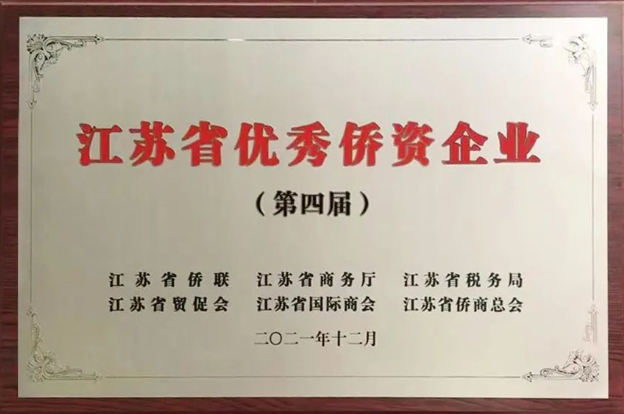 江苏省优秀侨资企业
（第四届）
江苏省侨联 江苏省商务厅 江苏省税务局
江苏省贸促会 江苏省国际商会 江苏省侨商总会
二〇二一年十二月